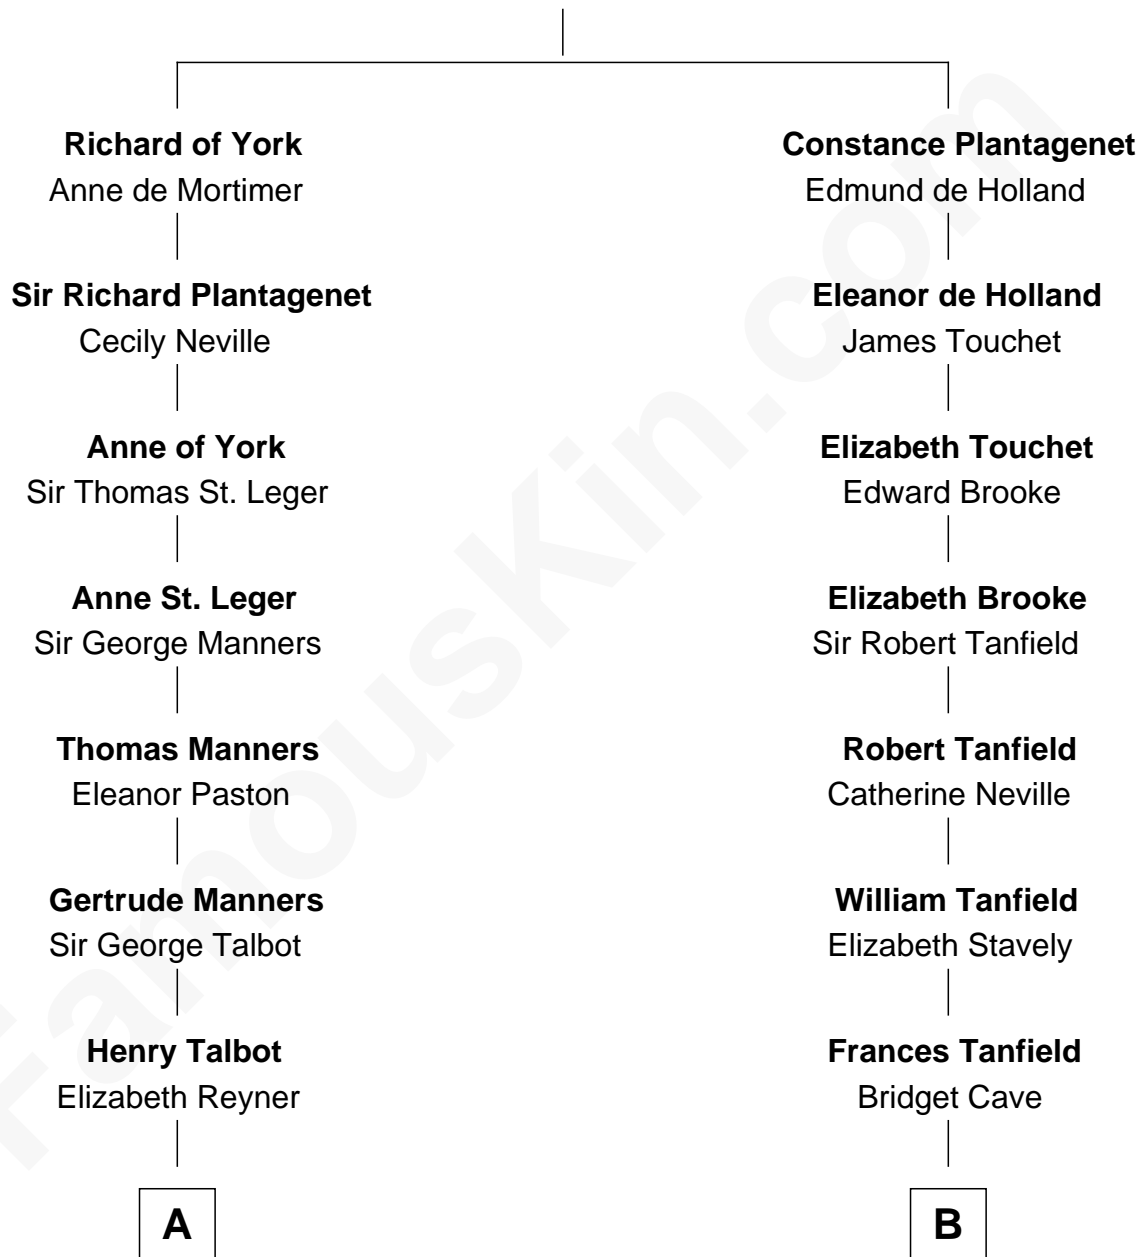 Richard of York
Anne de Mortimer
Sir Richard Plantagenet
Cecily Neville
Anne of York
Sir Thomas St. Leger
Anne St. Leger
Sir George Manners
Thomas Manners
Eleanor Paston
Gertrude Manners
Sir George Talbot
Henry Talbot
Elizabeth Reyner
A
Constance Plantagenet
Edmund de Holland
Eleanor de Holland
James Touchet
Elizabeth Touchet
Edward Brooke
Elizabeth Brooke
Sir Robert Tanfield
Robert Tanfield
Catherine Neville
William Tanfield
Elizabeth Stavely
Frances Tanfield
Bridget Cave
B
FamousKin.com